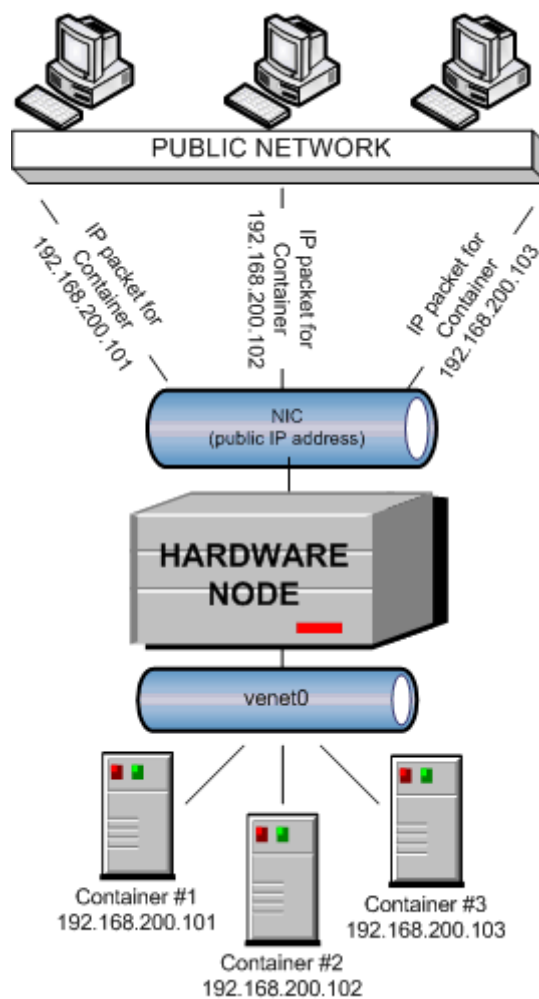 PUBLIC NETWORK
IP packet for
Container
192.168.200.101
IP packet for
Container
192.168.200.102
IP packet for
Container
192.168.200.103
NIC
(public IP address)
HARDWARE
NODE
venet0
Container #1
192.168.200.101
Container #2
192.168.200.102
Container #3
192.168.200.103